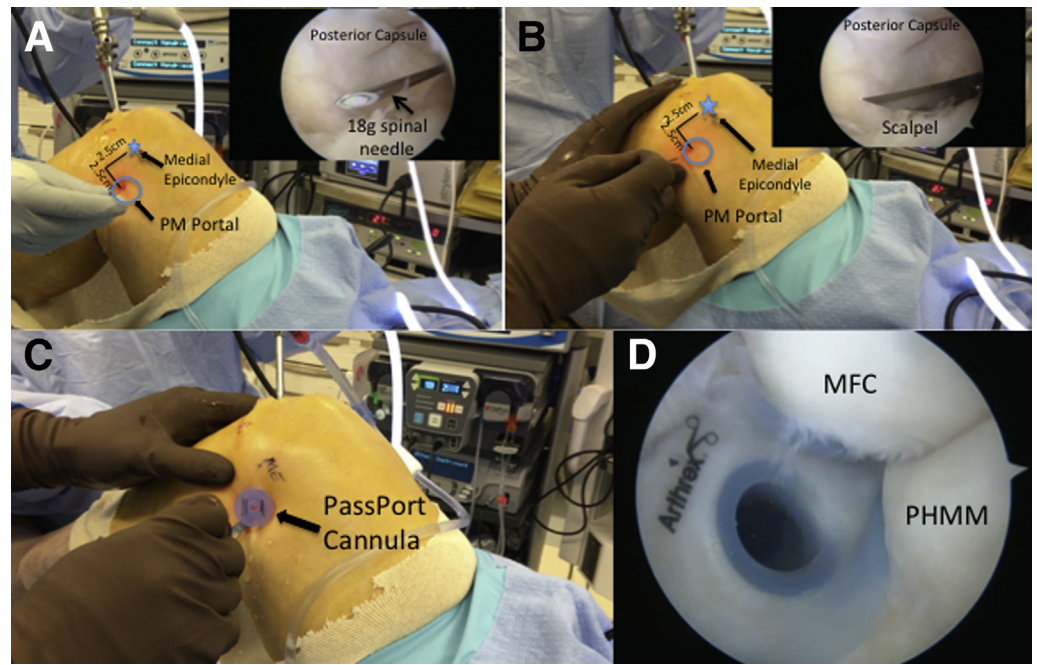 A
Posterior Capsule
18g spinal
needle
2.5cm
2.5cm
Medial
Epicondyle
PM Portal
B
Posterior Capsule
Scalpel
2.5cm
2.5cm
Medial
Epicondyle
PM Portal
C
ME
PassPort
Cannula
D
MFC
Arthrex
PHMM